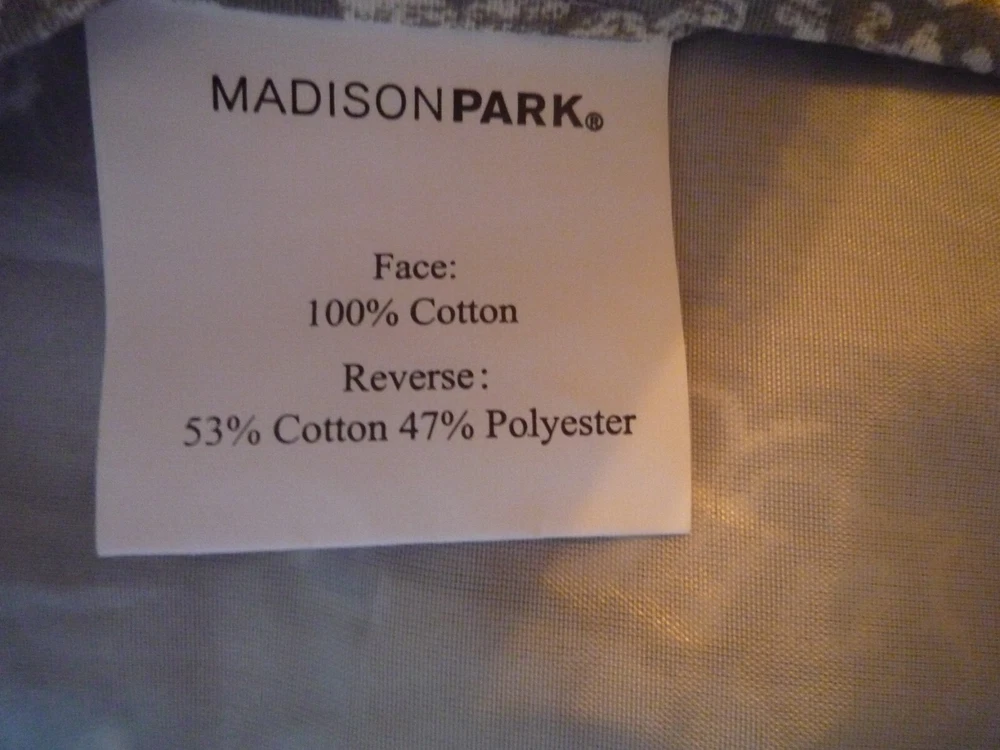 MADISONPARK®
Face:
100% Cotton
Reverse:
53% Cotton 47% Polyester